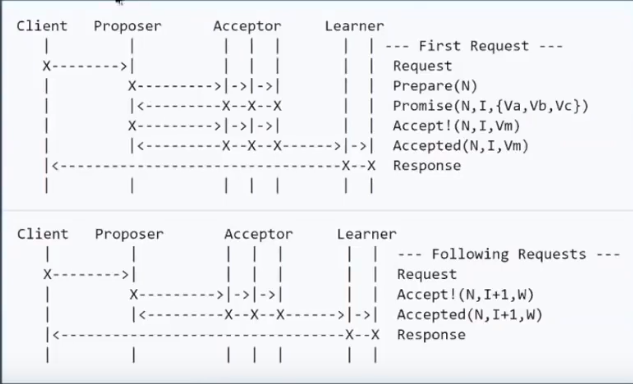 Client   Proposer      Acceptor     Learner
   |         |          |  |  |       |  | --- First Request ---
   X-------->|          |  |  |       |  |  Request
   |         X--------->|->|->|       |  |  Prepare(N)
   |         |<---------X--X--X       |  |  Promise(N,I,{Va,Vb,Vc})
   |         X--------->|->|->|       |  |  Accept!(N,I,Vm)
   |         |<---------X--X--X------>|->|  Accepted(N,I,Vm)
   |<---------------------------------X--X  Response
   |         |          |  |  |       |  |
Client   Proposer       Acceptor     Learner
   |         |          |  |  |       |  |  --- Following Requests ---
   X-------->|          |  |  |       |  |  Request
   |         X--------->|->|->|       |  |  Accept!(N,I+1,W)
   |         |<---------X--X--X------>|->|  Accepted(N,I+1,W)
   |<---------------------------------X--X  Response
   |         |          |  |  |       |  |